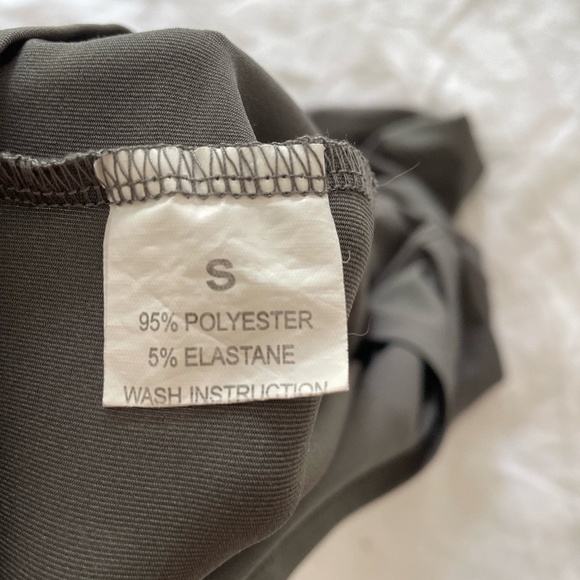 S
95% POLYESTER
5% ELASTANE
WASH INSTRUCTION